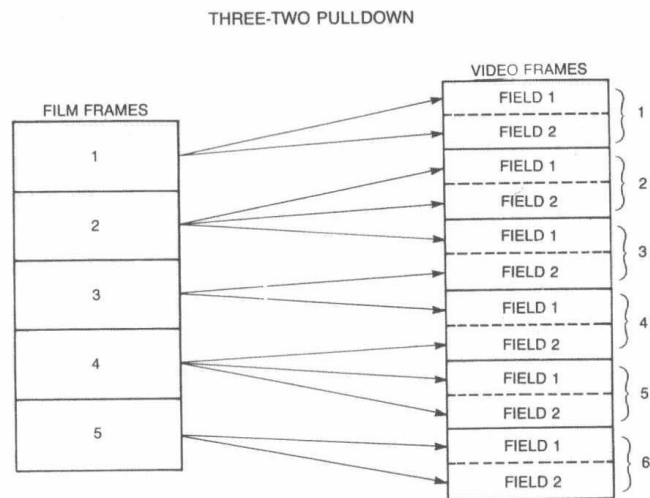 THREE-TWO PULLDOWN
FILM FRAMES
1
2
3
4
5
VIDEO FRAMES
FIELD 1
FIELD 2
1
FIELD 1
FIELD 2
2
FIELD 1
FIELD 2
3
FIELD 1
FIELD 2
4
FIELD 1
FIELD 2
5
FIELD 1
FIELD 2
6